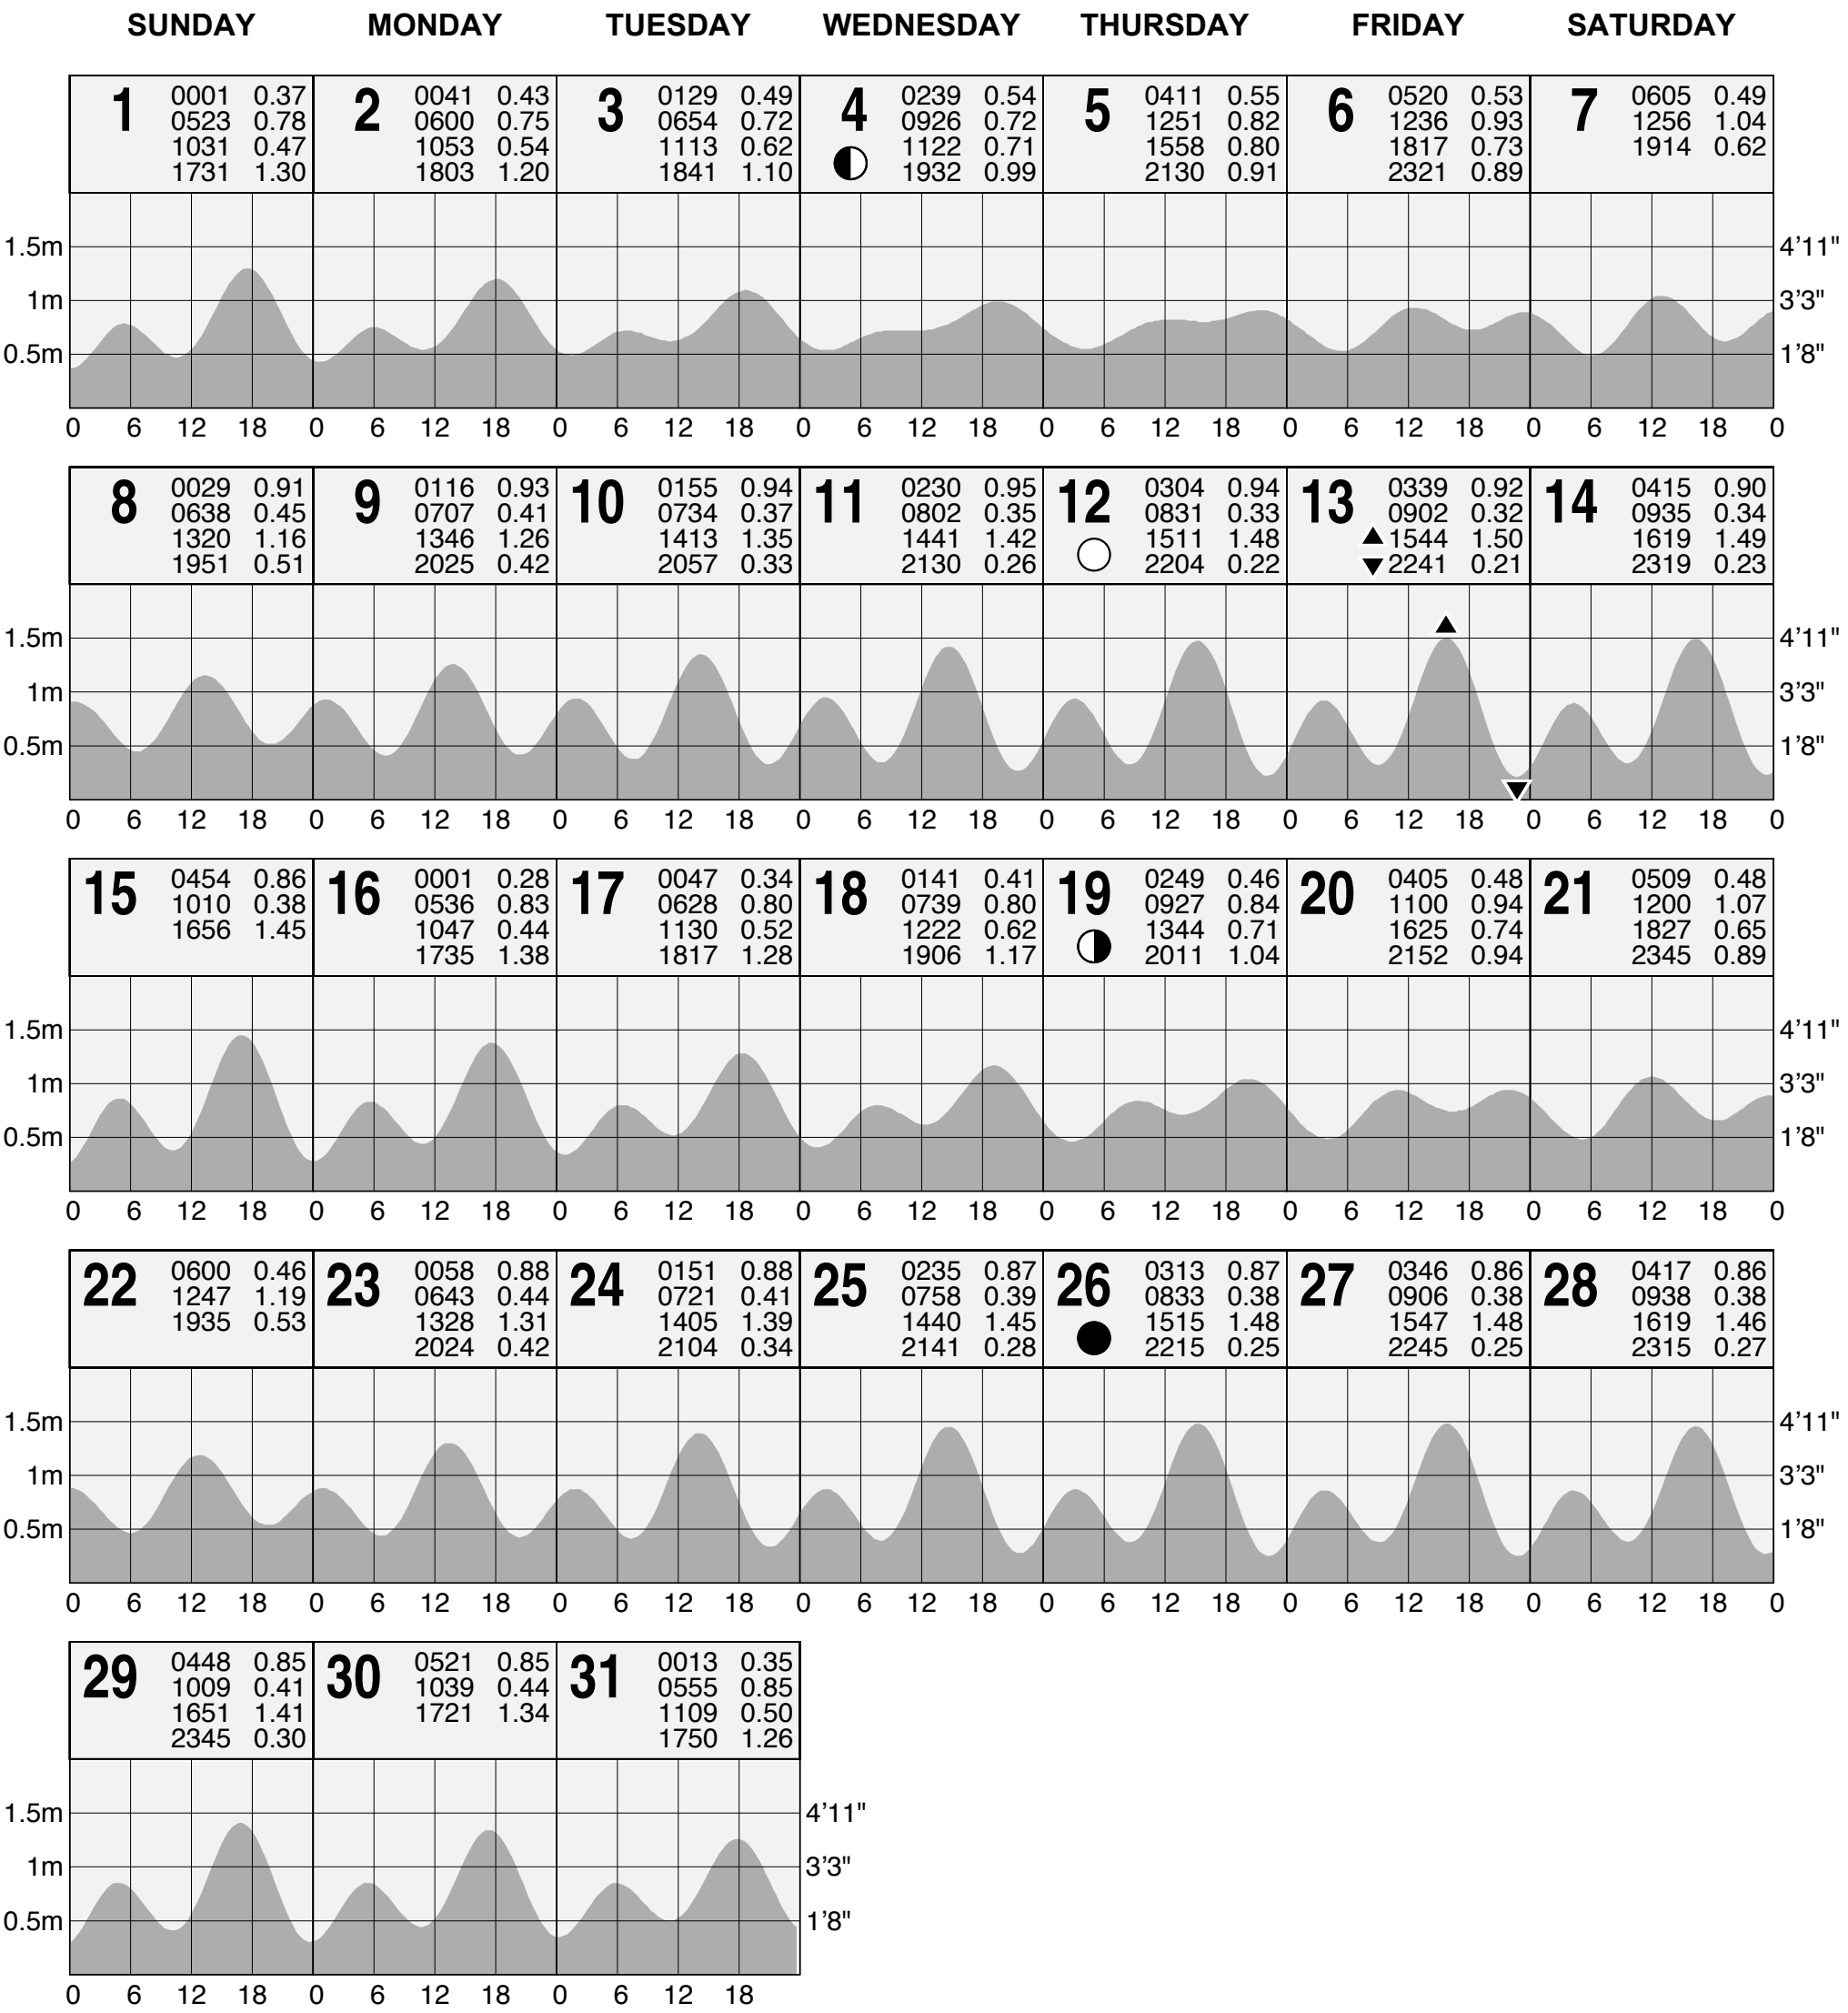 SUNDAY MONDAY TUESDAY WEDNESDAY THURSDAY FRIDAY SATURDAY
1 0001 0.37 2 0041 0.43 3 0129 0.49 4 0239 0.54 5 0411 0.55 6 0520 0.53 7 0605 0.49
0523 0.78 0600 0.75 0654 0.72 0926 0.72 1251 0.82 1236 0.93 1256 1.04
1031 0.47 1053 0.54 1113 0.62 1122 0.71 1558 0.80 1817 0.73 1914 0.62
1731 1.30 1803 1.20 1841 1.10 1932 0.99 2130 0.91 2321 0.89
1.5m 4'11"
1m 3'3"
0.5m 1'8"
0 6 12 18 0 6 12 18 0 6 12 18 0 6 12 18 0 6 12 18 0 6 12 18 0 6 12 18 0
8 0029 0.91 9 0116 0.93 10 0155 0.94 11 0230 0.95 12 0304 0.94 13 0339 0.92 14 0415 0.90
0638 0.45 0707 0.41 0734 0.37 0802 0.35 0831 0.33 0902 0.32 0935 0.34
1320 1.16 1346 1.26 1413 1.35 1441 1.42 1511 1.48 1544 1.50 1619 1.49
1951 0.51 2025 0.42 2057 0.33 2130 0.26 2204 0.22 2241 0.21 2319 0.23
1.5m 4'11"
1m 3'3"
0.5m 1'8"
0 6 12 18 0 6 12 18 0 6 12 18 0 6 12 18 0 6 12 18 0 6 12 18 0 6 12 18 0
15 0454 0.86 16 0001 0.28 17 0047 0.34 18 0141 0.41 19 0249 0.46 20 0405 0.48 21 0509 0.48
1010 0.38 0536 0.83 0628 0.80 0739 0.80 0927 0.84 1100 0.94 1200 1.07
1656 1.45 1047 0.44 1130 0.52 1222 0.62 1344 0.71 1625 0.74 1827 0.65
1735 1.38 1817 1.28 1906 1.17 2011 1.04 2152 0.94 2345 0.89
1.5m 4'11"
1m 3'3"
0.5m 1'8"
0 6 12 18 0 6 12 18 0 6 12 18 0 6 12 18 0 6 12 18 0 6 12 18 0 6 12 18 0
22 0600 0.46 23 0058 0.88 24 0151 0.88 25 0235 0.87 26 0313 0.87 27 0346 0.86 28 0417 0.86
1247 1.19 0643 0.44 0721 0.41 0758 0.39 0833 0.38 0906 0.38 0938 0.38
1935 0.53 1328 1.31 1405 1.39 1440 1.45 1515 1.48 1547 1.48 1619 1.46
2024 0.42 2104 0.34 2141 0.28 2215 0.25 2245 0.25 2315 0.27
1.5m 4'11"
1m 3'3"
0.5m 1'8"
0 6 12 18 0 6 12 18 0 6 12 18 0 6 12 18 0 6 12 18 0 6 12 18 0 6 12 18 0
29 0448 0.85 30 0521 0.85 31 0013 0.35
1009 0.41 1039 0.44 0555 0.85
1651 1.41 1721 1.34 1109 0.50
2345 0.30 1750 1.26
1.5m 4'11"
1m 3'3"
0.5m 1'8"
0 6 12 18 0 6 12 18 0 6 12 18